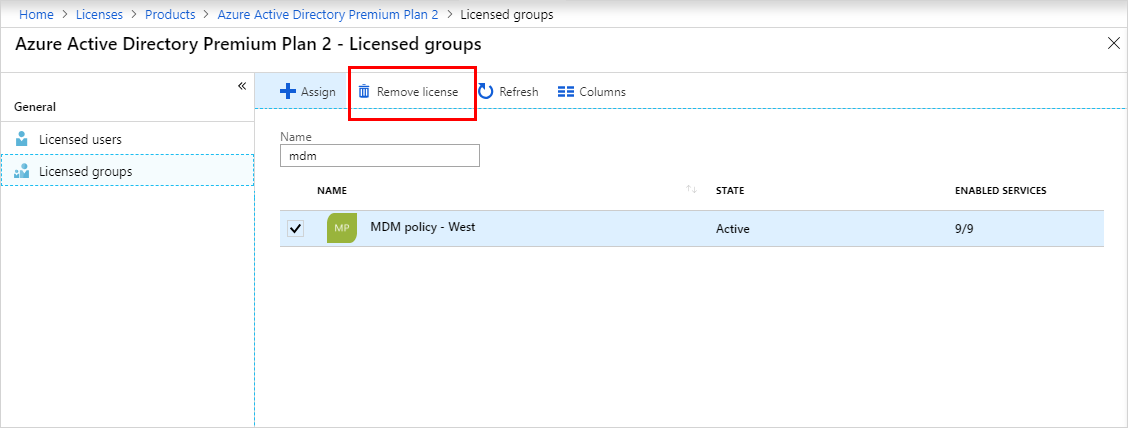 Home > Licenses > Products > Azure Active Directory Premium Plan 2 > Licensed groups
Azure Active Directory Premium Plan 2 - Licensed groups
General
Licensed users
Licensed groups
Assign Remove license Refresh Columns
Name
mdm
NAME STATE ENABLED SERVICES
MP MDM policy - West Active 9/9